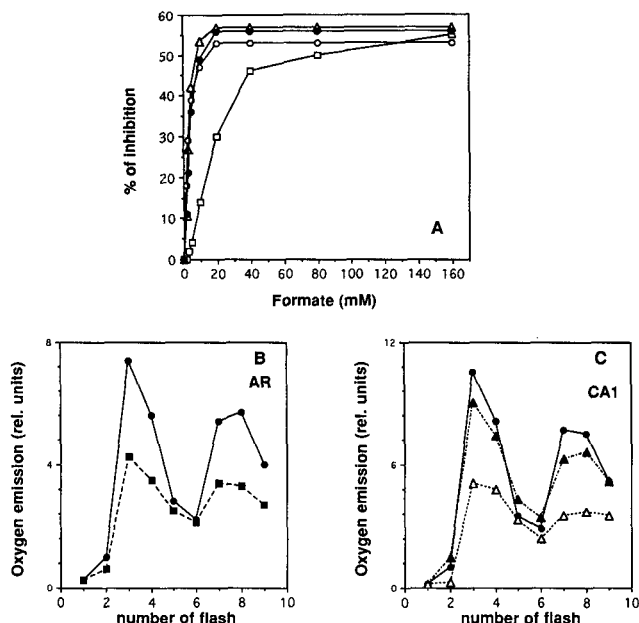 60
50
40
30
20
10
0
% of inhibition
A
0 20 40 60 80 100 120 140 160
Formate (mM)
8
4
0
Oxygen emission (rel. units)
B
AR
0 2 4 6 8 10
number of flash
12
6
0
Oxygen emission (rel. units)
C
CA1
0 2 4 6 8 10
number of flash